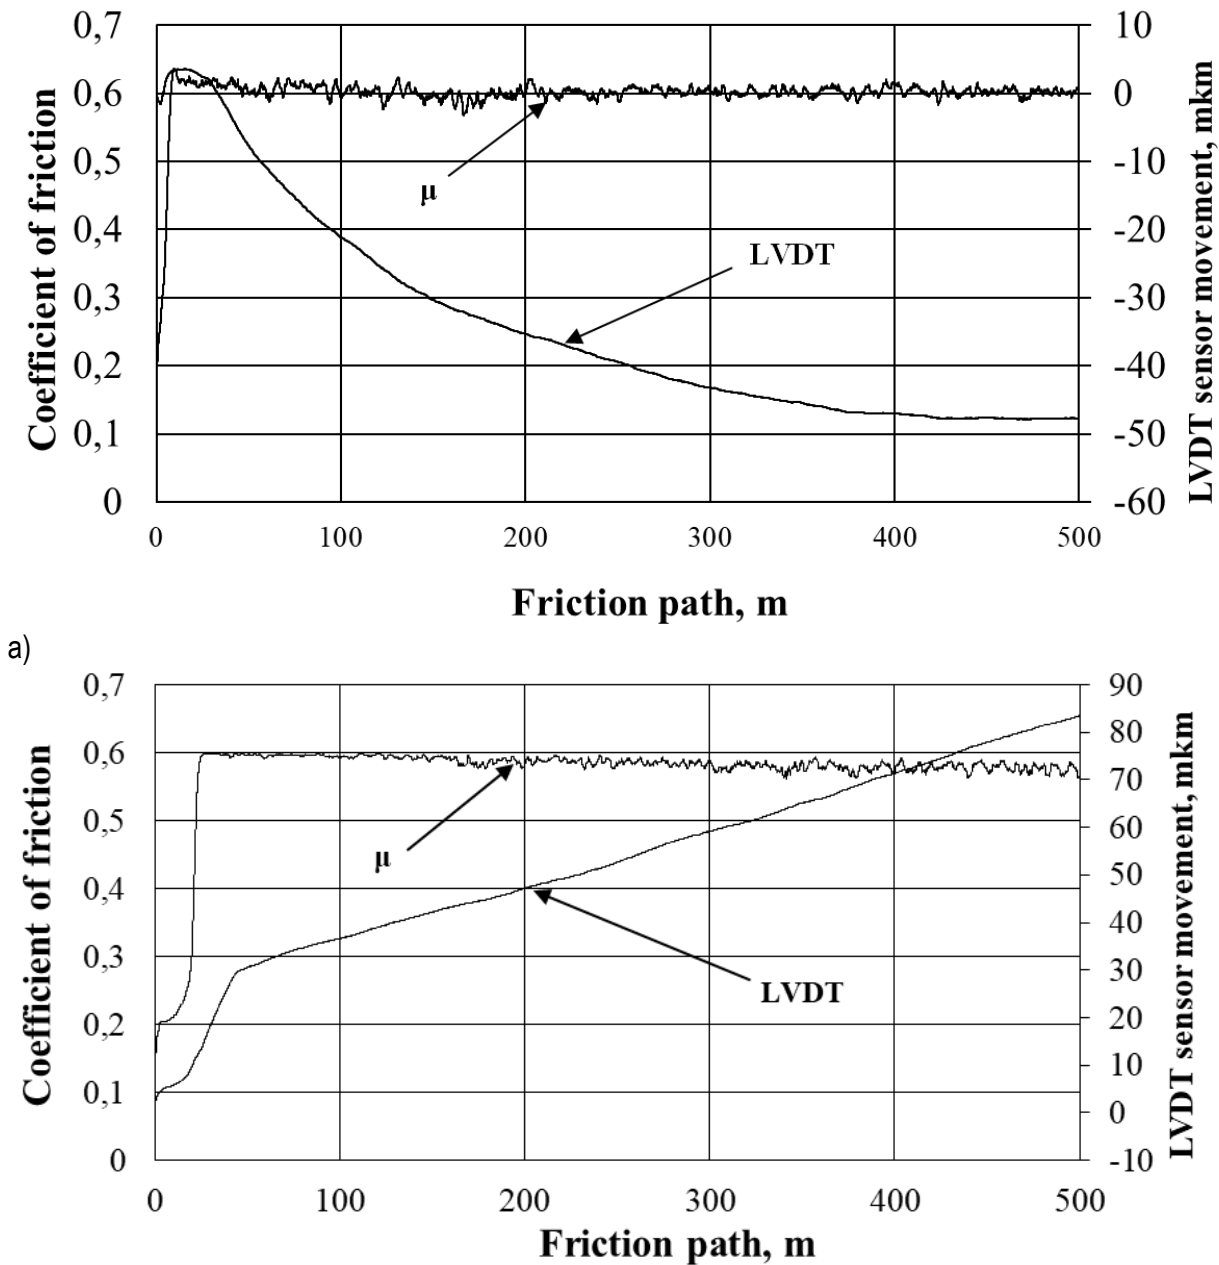 0,7
0,6
0,5
0,4
0,3
0,2
0,1
0
Coefficient of friction
10
0
-10
-20
-30
-40
-50
-60
LVDT sensor movement, mkm
μ
LVDT
0 100 200 300 400 500
Friction path, m
a)
0,7
0,6
0,5
0,4
0,3
0,2
0,1
0
Coefficient of friction
90
80
70
60
50
40
30
20
10
0
-10
LVDT sensor movement, mkm
μ
LVDT
0 100 200 300 400 500
Friction path, m